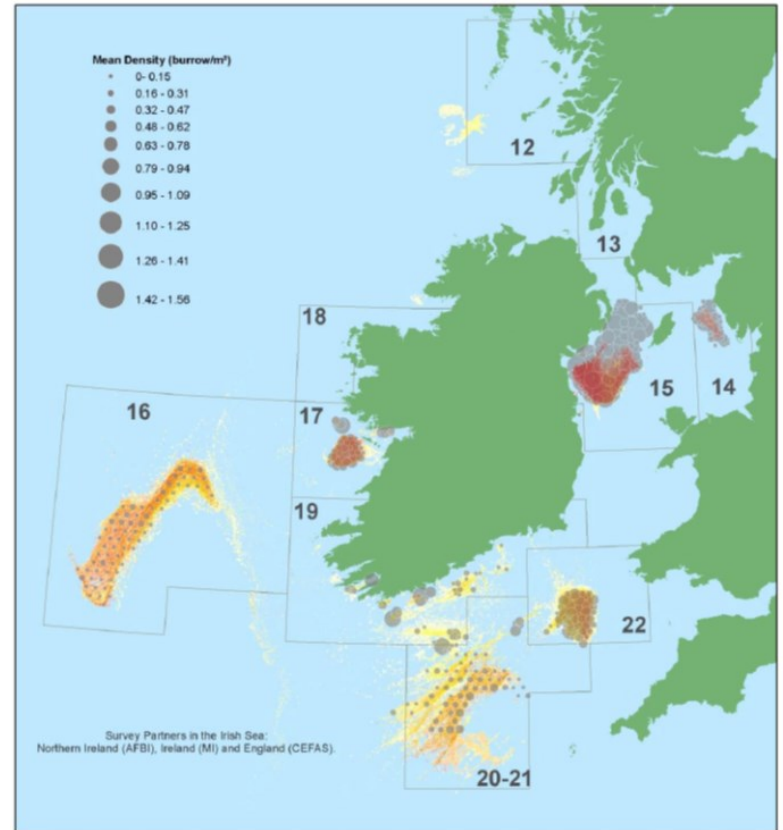 Mean Density (burrow/m²)
0- 0.15
0.16 - 0.31
0.32 - 0.47
0.48 - 0.62
0.63 - 0.78
0.79 - 0.94
0.95 - 1.09
1.10 - 1.25
1.26 - 1.41
1.42 - 1.56
12
13
18
16
17
15
14
19
22
Survey Partners in the Irish Sea:
Northern Ireland (AFBI), Ireland (MI) and England (CEFAS).
20-21